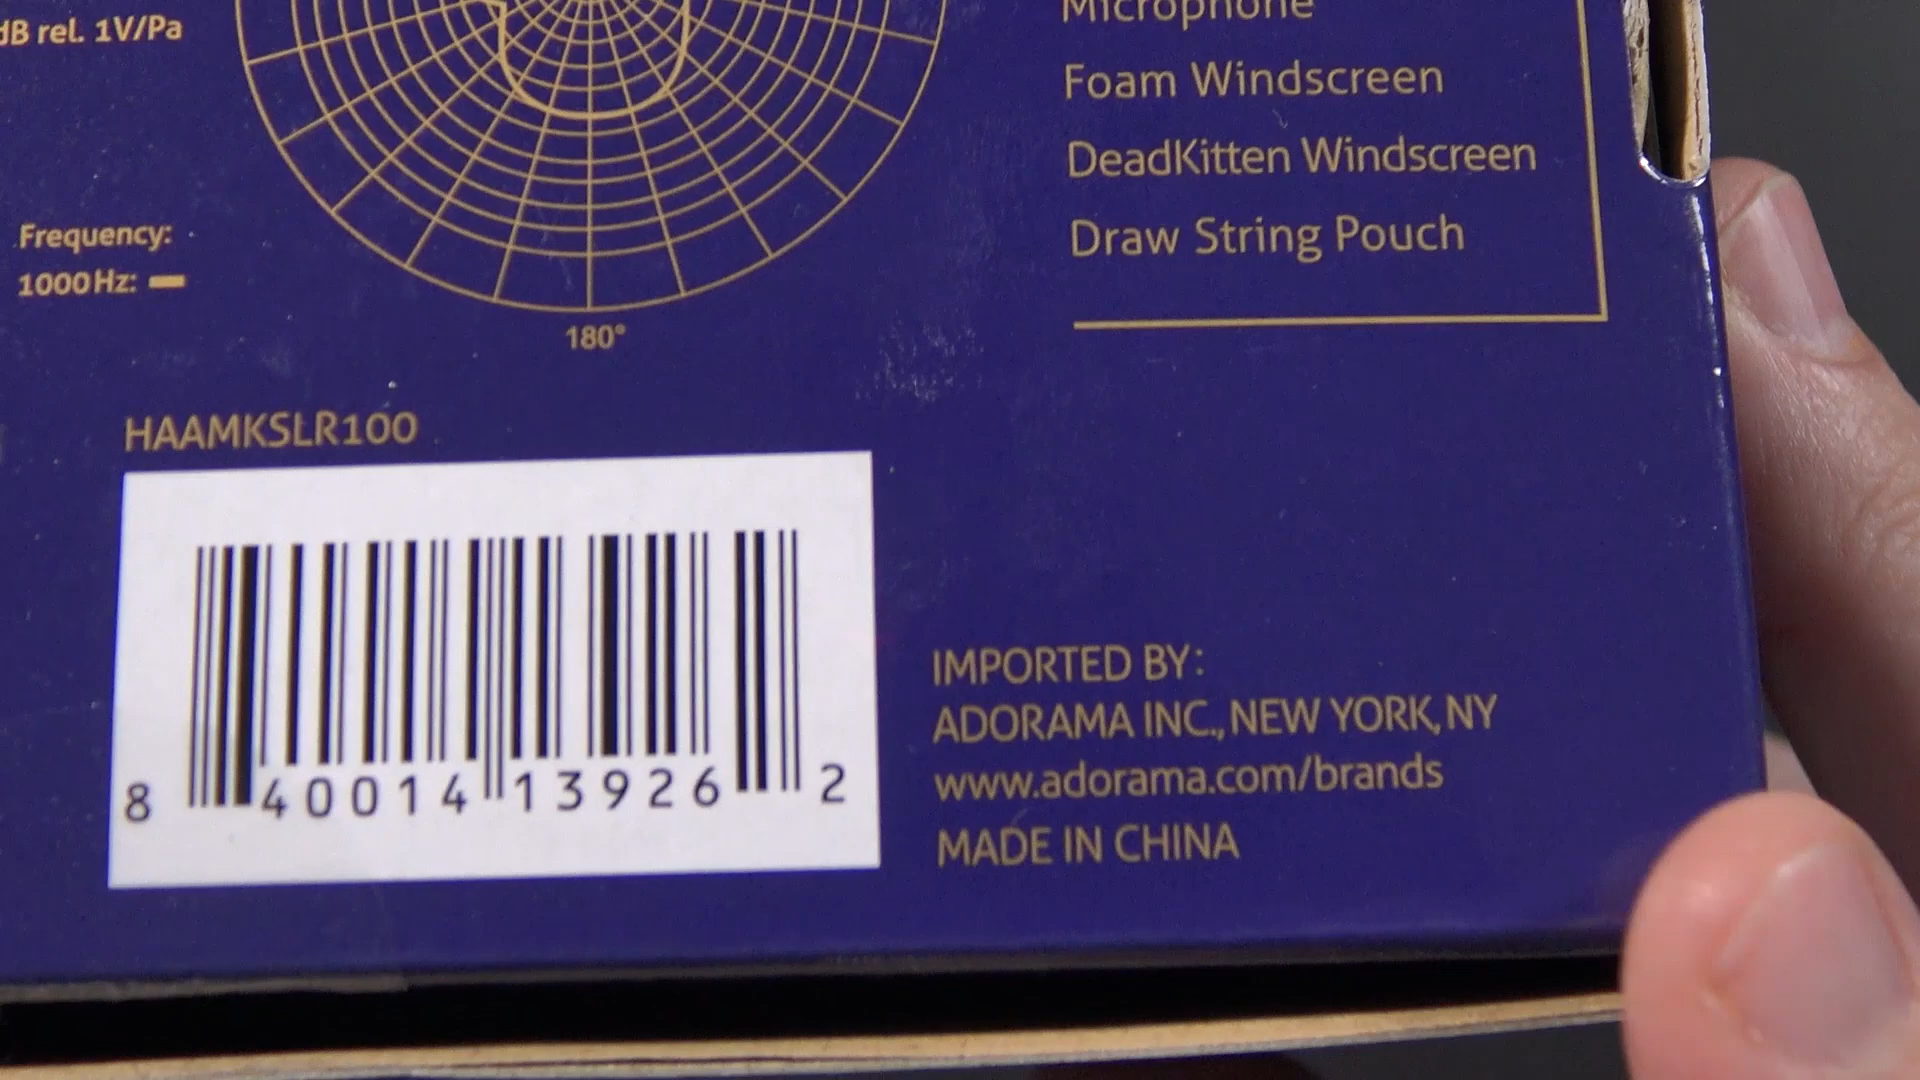 dB rel. 1V/Pa
Frequency:
1000Hz:
180°
Microphone
Foam Windscreen
DeadKitten Windscreen
Draw String Pouch
HAAMKSLR100
8 40014 13926 2
IMPORTED BY:
ADORAMA INC., NEW YORK, NY
www.adorama.com/brands
MADE IN CHINA